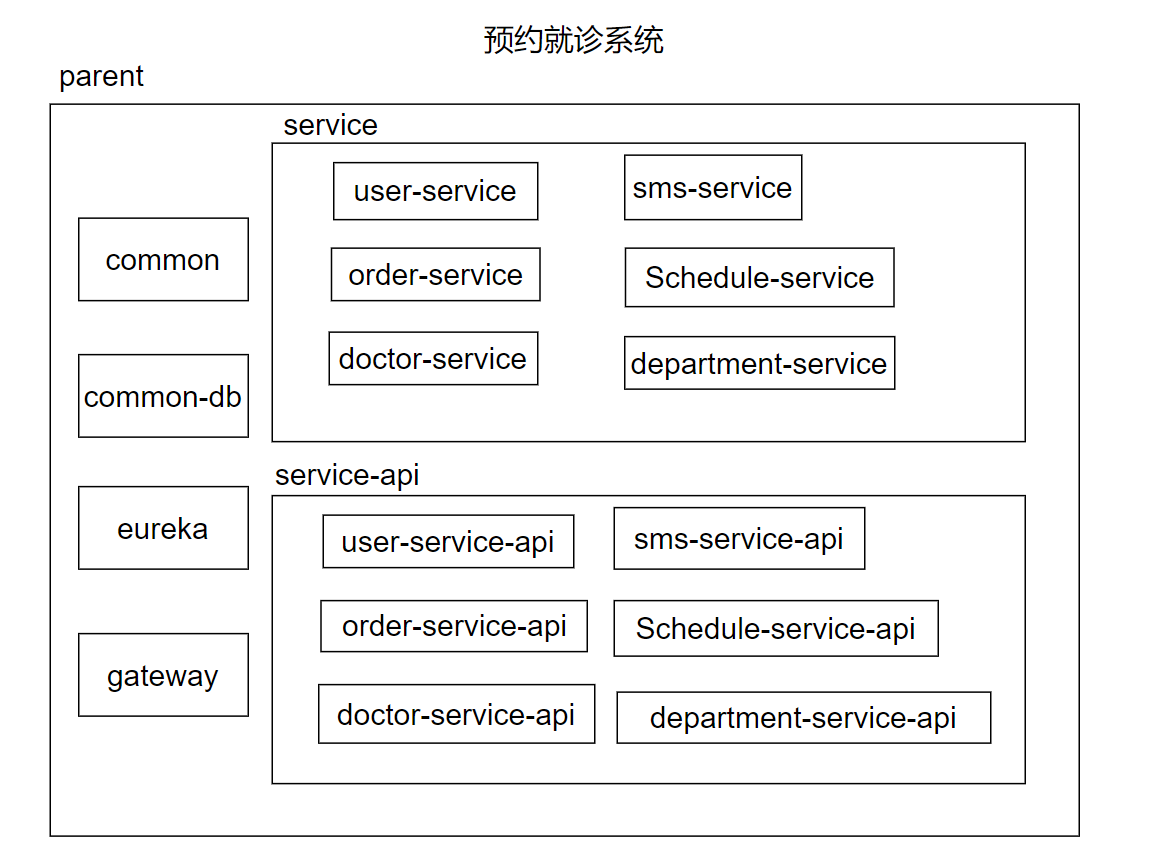 预约就诊系统
parent
common
common-db
eureka
gateway
service
user-service
sms-service
order-service
Schedule-service
doctor-service
department-service
service-api
user-service-api
sms-service-api
order-service-api
Schedule-service-api
doctor-service-api
department-service-api